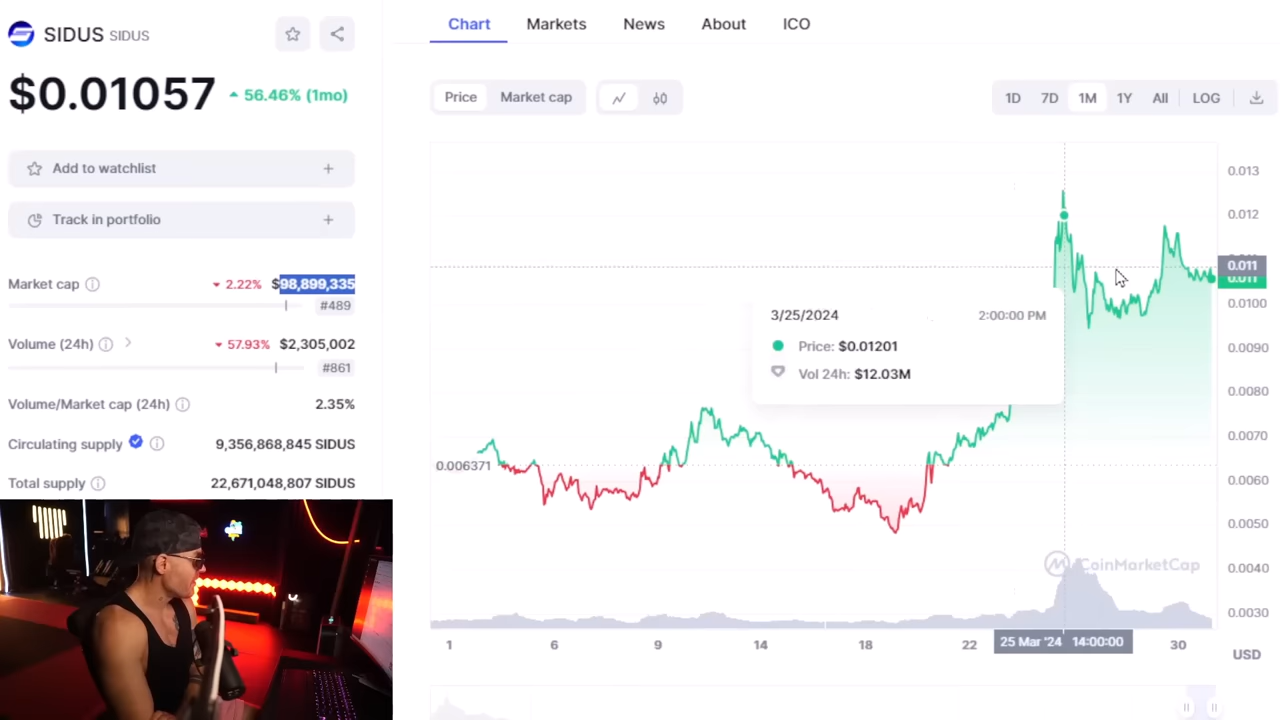 SIDUS SIDUS
$0.01057 56.46% (1mo)
Add to watchlist +
Track in portfolio +
Market cap 2.22% $98,899,335
#489
Volume (24h) 57.93% $2,305,002
#861
Volume/Market cap (24h) 2.35%
Circulating supply 9,356,868,845 SIDUS
Total supply 22,671,048,807 SIDUS
Chart Markets News About ICO
Price Market cap
1D 7D 1M 1Y All LOG
0.013
0.012
0.011
0.011
0.0100
0.0090
0.0080
0.0070
0.0060
0.0050
0.0040
0.0030
0.006371
3/25/2024 2:00:00 PM
Price: $0.01201
Vol 24h: $12.03M
CoinMarketCap
1 6 9 14 18 22 25 Mar '24 14:00:00 30 USD